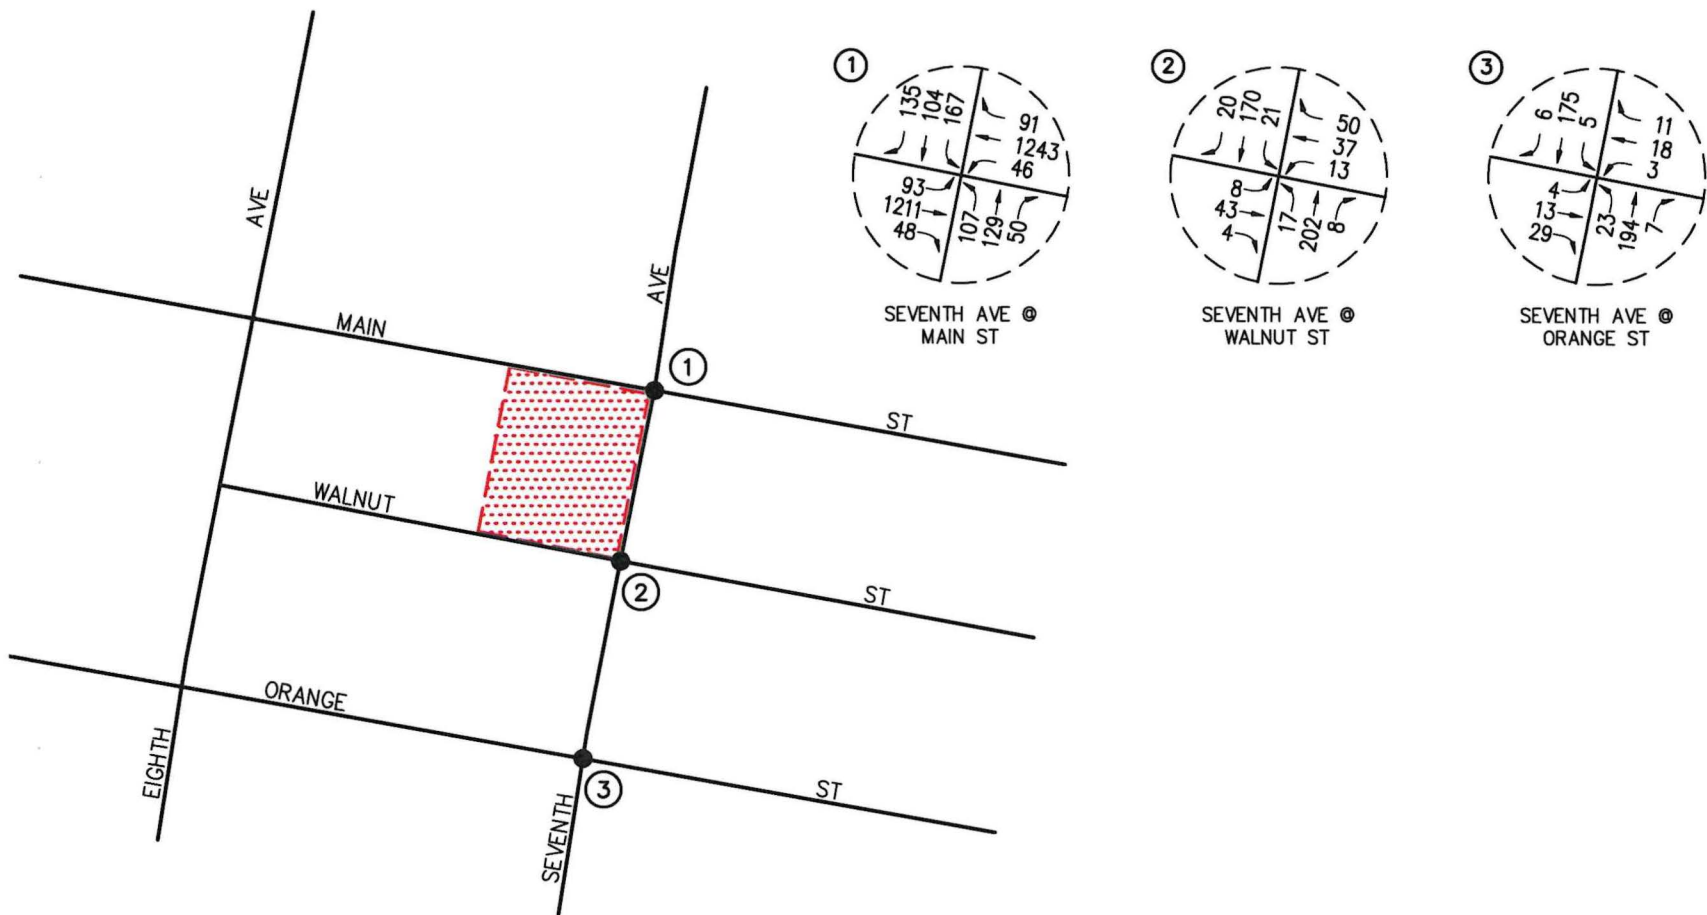 ①
135
104
167
91
1243
46
93
1211
48
107
129
50
SEVENTH AVE @
MAIN ST
②
20
170
21
50
37
13
8
43
4
17
202
8
SEVENTH AVE @
WALNUT ST
③
6
175
5
11
18
3
4
13
29
23
194
7
SEVENTH AVE @
ORANGE ST
AVE
AVE
MAIN
①
ST
WALNUT
②
ST
ORANGE
EIGHTH
③
ST
SEVENTH